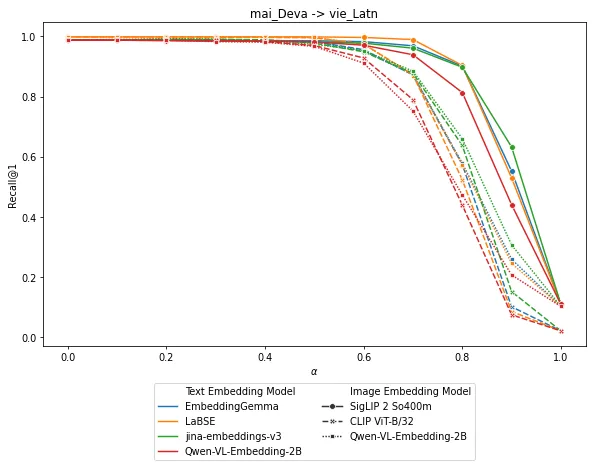 mai_Deva -> vie_Latn
Recall@1
1.0
0.8
0.6
0.4
0.2
0.0
0.0 0.2 0.4 0.6 0.8 1.0
α
Text Embedding Model
EmbeddingGemma
LaBSE
jina-embeddings-v3
Qwen-VL-Embedding-2B
Image Embedding Model
SigLIP 2 So400m
CLIP ViT-B/32
Qwen-VL-Embedding-2B